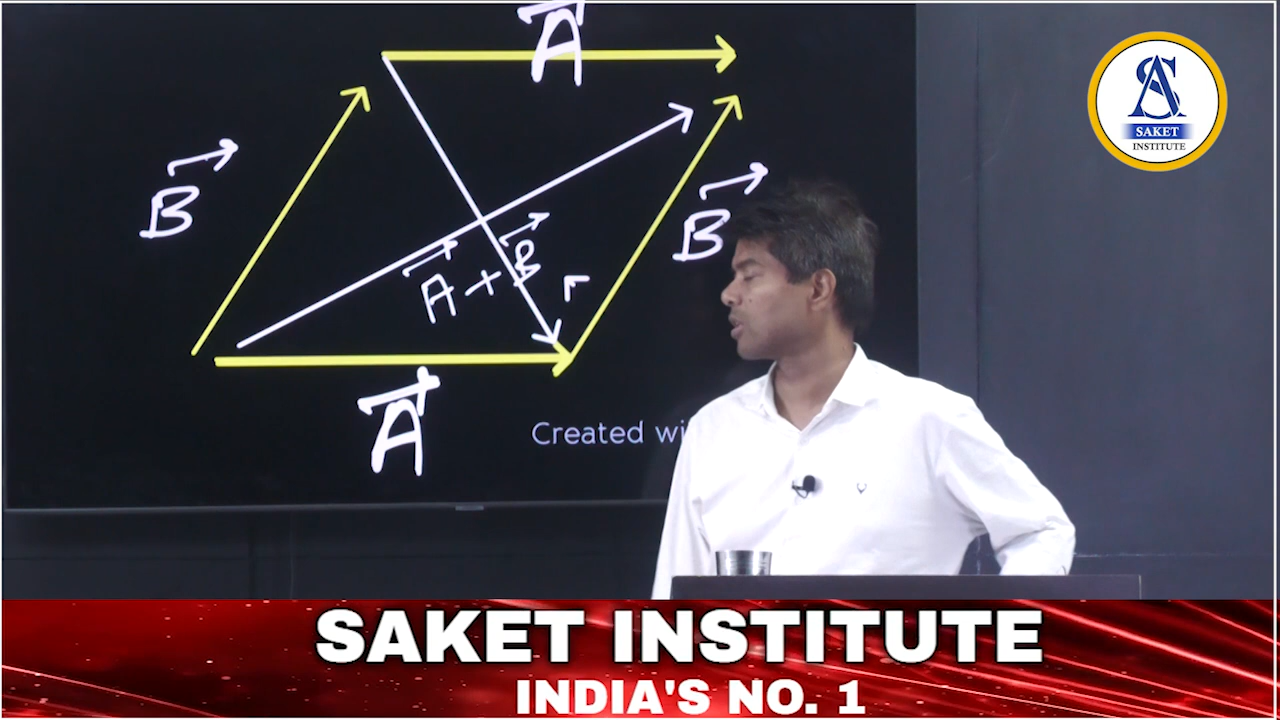 A
B
B
A + B
r
A
Created wi
SAKET
INSTITUTE
SAKET INSTITUTE
INDIA'S NO. 1